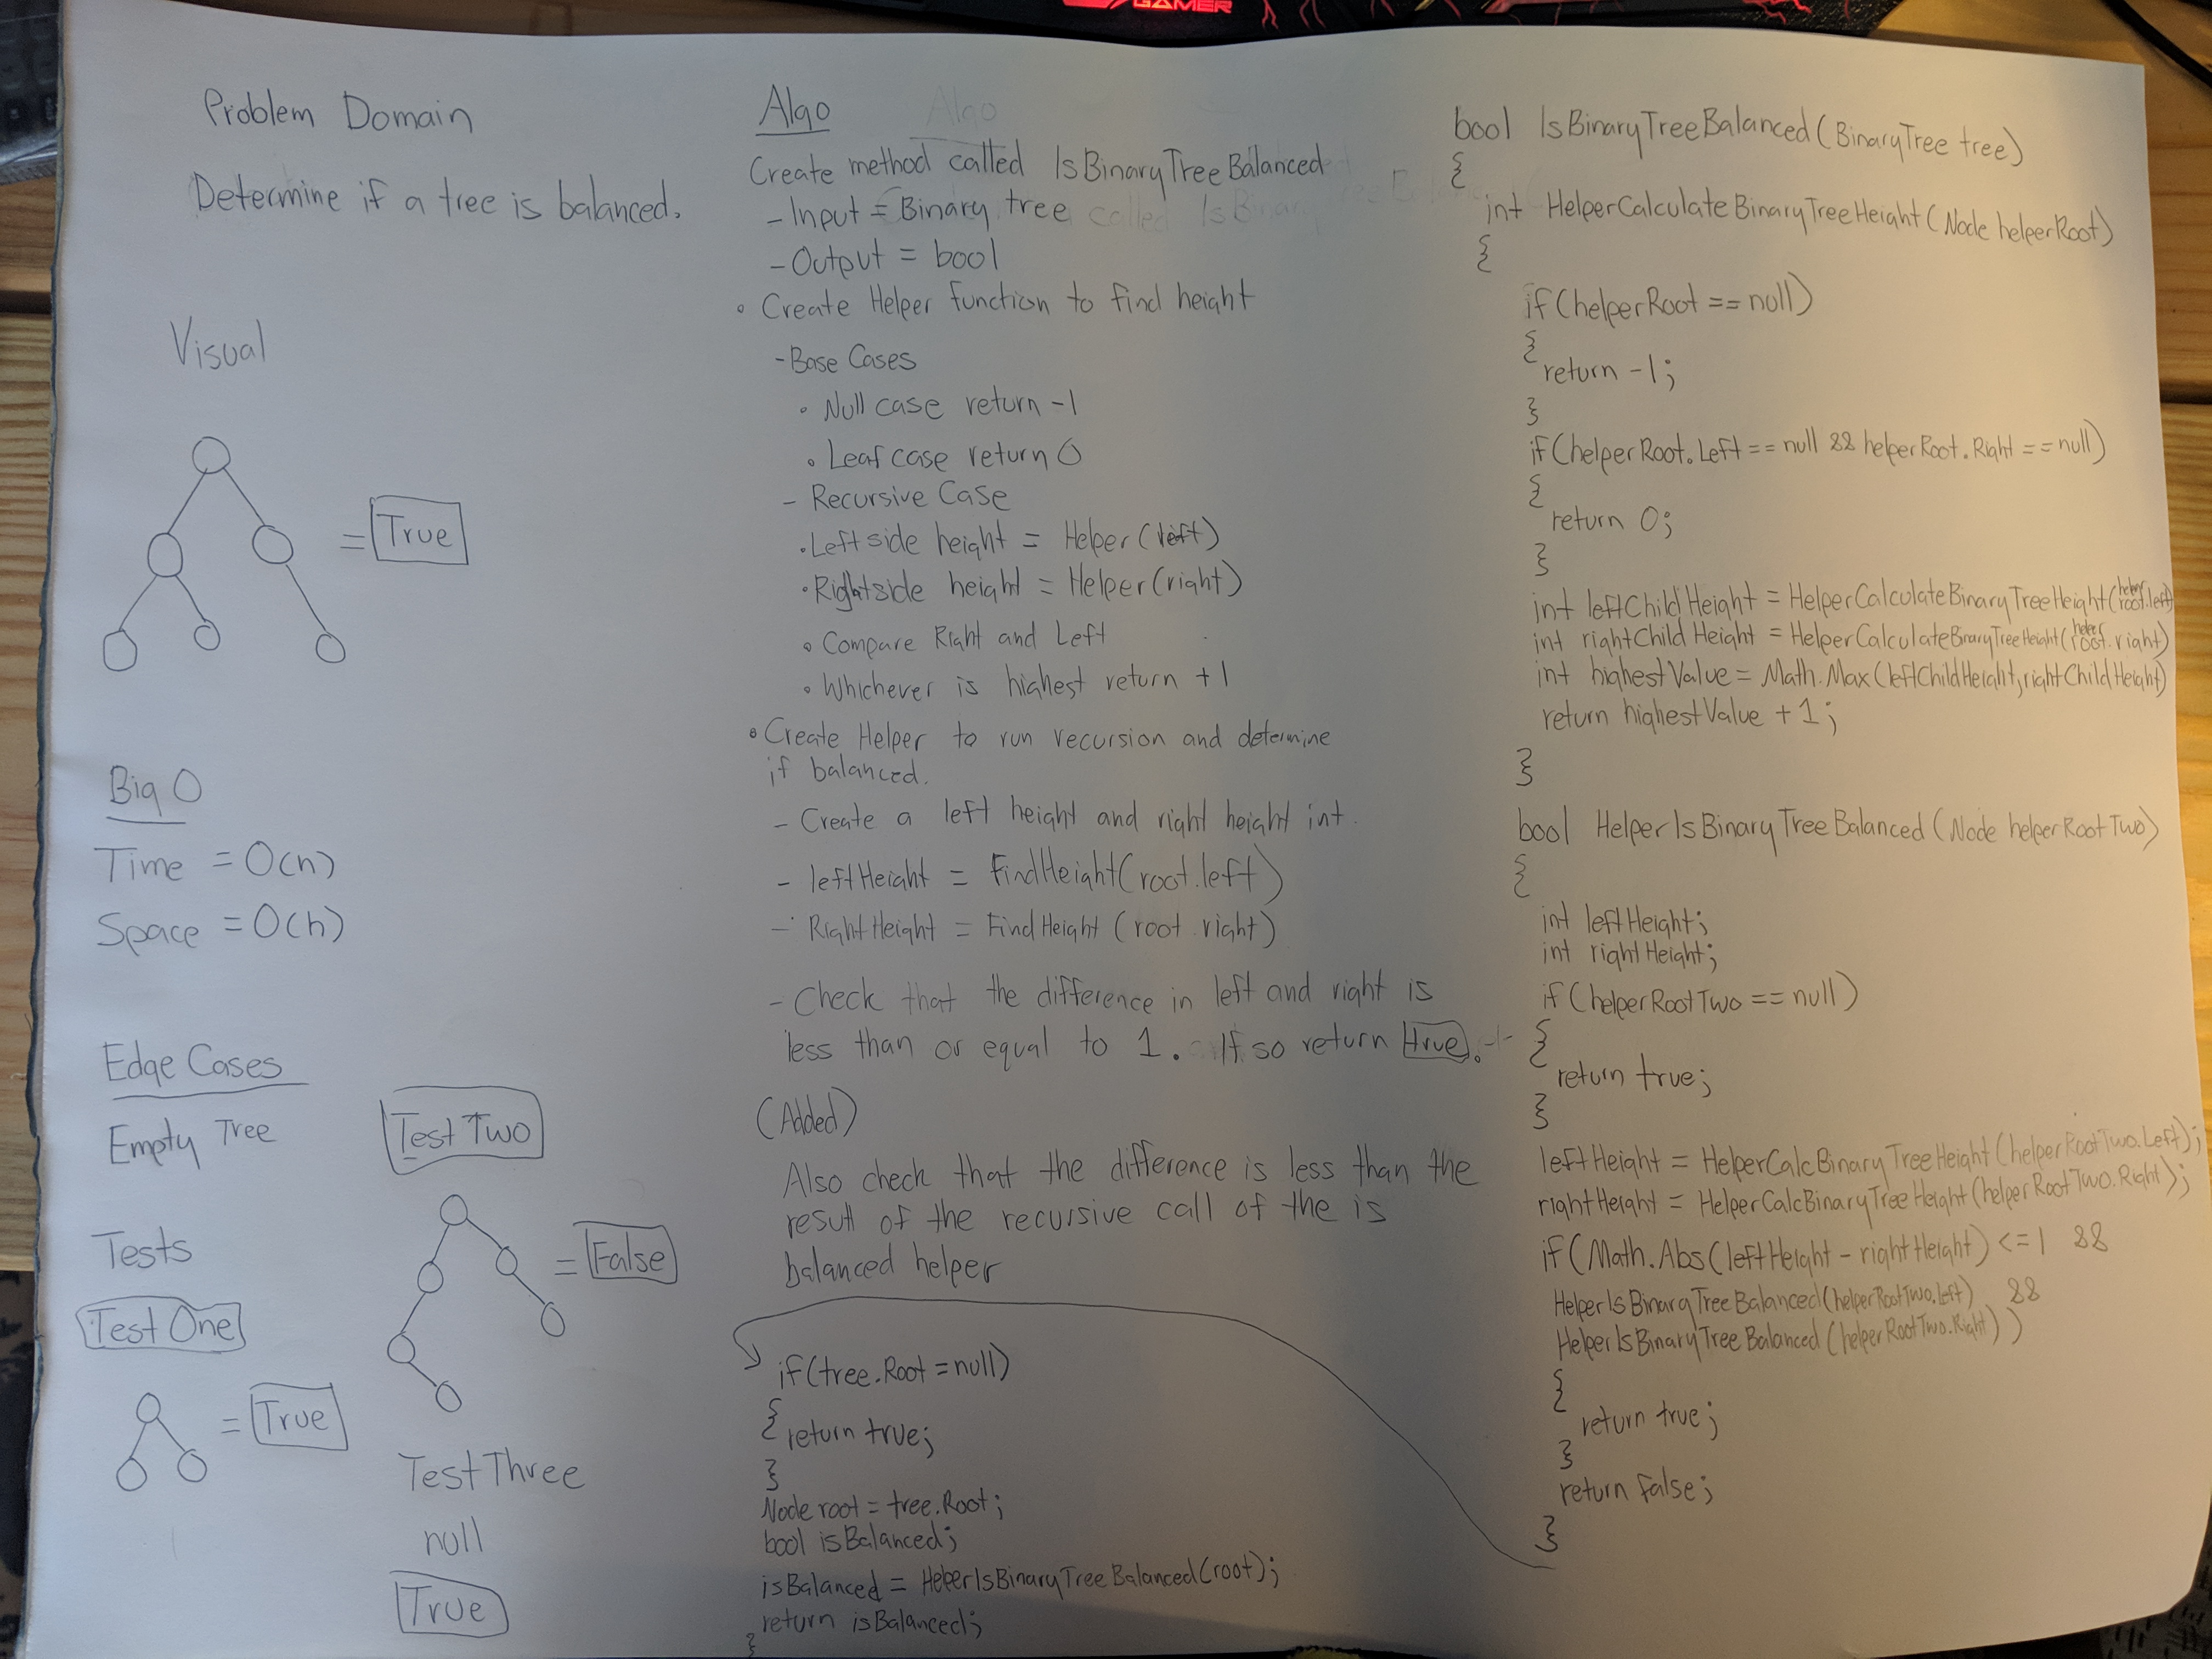 GAMER
Problem Domain
Determine if a tree is balanced.
Visual
= True
Big O
Time = O(n)
Space = O(h)
Edge Cases
Empty Tree
Tests
Test One
= True
Test Two
= False
Test Three
null
True
Algo
Create method called IsBinaryTreeBalanced
- Input = Binary tree
- Output = bool
• Create Helper function to find height
- Base Cases
• Null case return -1
• Leaf case return 0
- Recursive Case
• Left side height = Helper(left)
• Rightside height = Helper(right)
• Compare Right and Left
• Whichever is highest return +1
• Create Helper to run recursion and determine
if balanced.
- Create a left height and right height int.
- leftHeight = FindHeight(root.left)
- RightHeight = FindHeight (root.right)
- Check that the difference in left and right is
less than or equal to 1. If so return true.
(Added)
Also check that the difference is less than the
result of the recursive call of the is
balanced helper
if(tree.Root = null)
{
return true;
}
Node root = tree.Root;
bool isBalanced;
isBalanced = HelperIsBinaryTreeBalanced(root);
return isBalanced;
}
bool IsBinaryTreeBalanced(BinaryTree tree)
{
int HelperCalculateBinaryTreeHeight(Node helperRoot)
{
if(helperRoot == null)
{
return -1;
}
if(helperRoot.Left == null && helperRoot.Right == null)
{
return 0;
}
int leftChildHeight = HelperCalculateBinaryTreeHeight(helper root.left)
int rightChildHeight = HelperCalculateBinaryTreeHeight(helper root.right)
int highestValue = Math.Max(leftChildHeight, rightChildHeight)
return highestValue + 1;
}
bool HelperIsBinaryTreeBalanced(Node helperRootTwo)
{
int leftHeight;
int rightHeight;
if(helperRootTwo == null)
{
return true;
}
leftHeight = HelperCalcBinaryTreeHeight(helperRootTwo.Left);
rightHeight = HelperCalcBinaryTreeHeight(helperRootTwo.Right);
if(Math.Abs(leftHeight - rightHeight) <= 1 &&
HelperIsBinaryTreeBalanced(helperRootTwo.Left) &&
HelperIsBinaryTreeBalanced(helperRootTwo.Right))
{
return true;
}
return false;
}